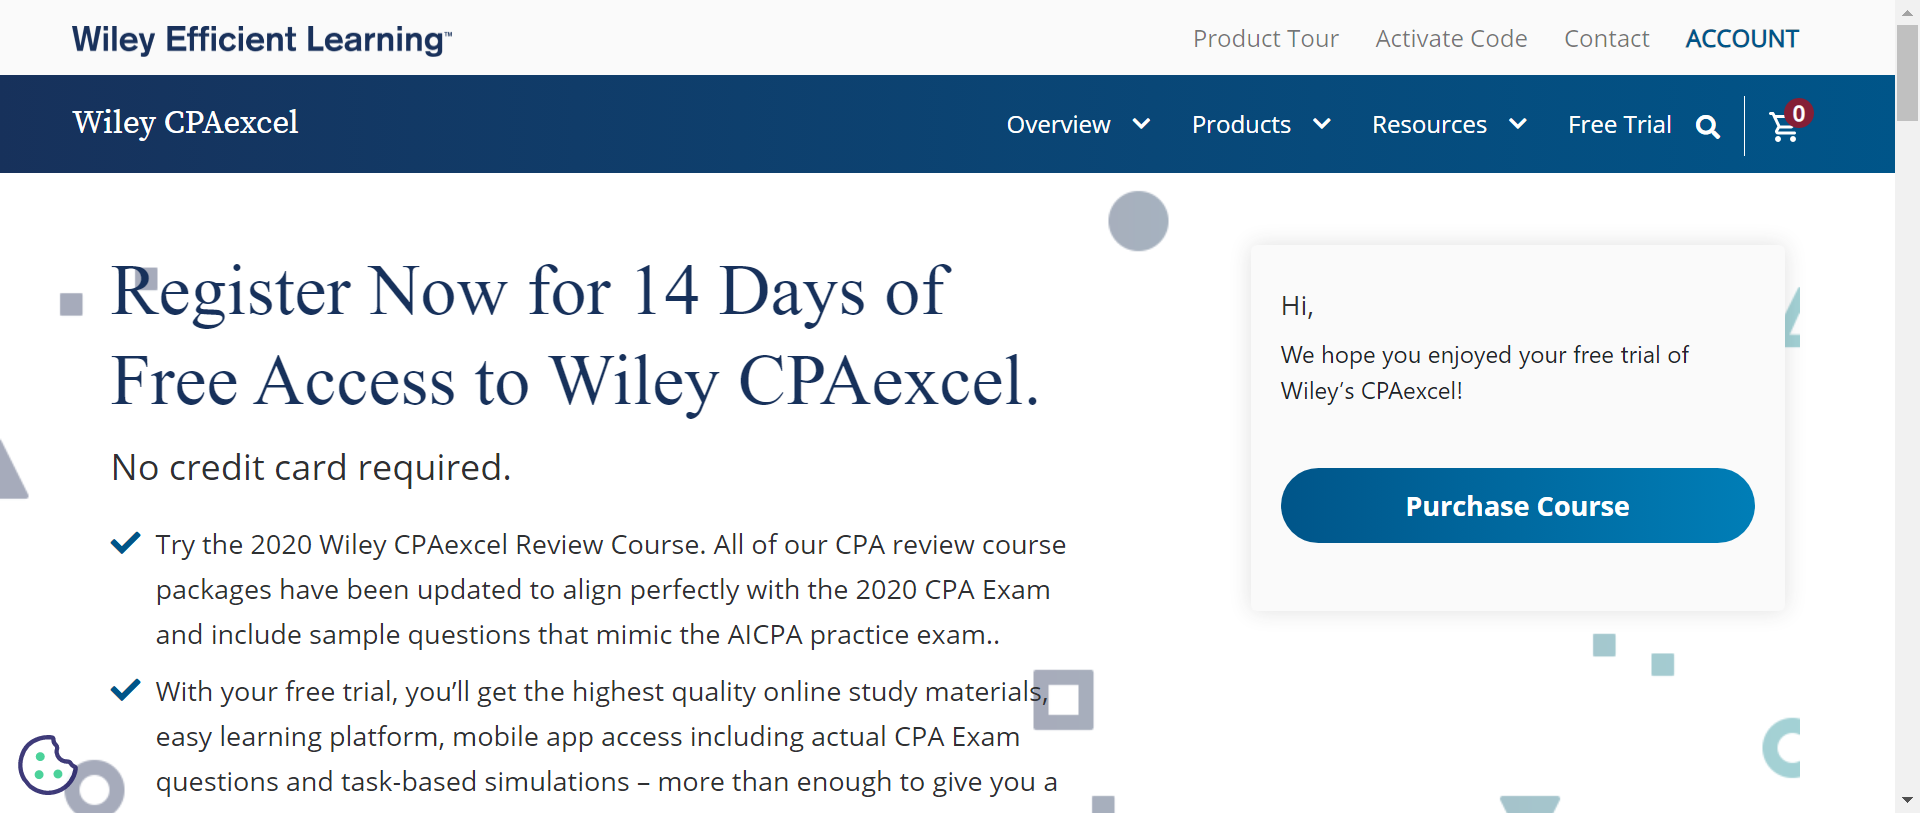 Wiley Efficient Learning™
Product Tour Activate Code Contact ACCOUNT
Wiley CPAexcel
Overview Products Resources Free Trial 0
Register Now for 14 Days of
Free Access to Wiley CPAexcel.
No credit card required.
Try the 2020 Wiley CPAexcel Review Course. All of our CPA review course
packages have been updated to align perfectly with the 2020 CPA Exam
and include sample questions that mimic the AICPA practice exam..
With your free trial, you’ll get the highest quality online study materials,
easy learning platform, mobile app access including actual CPA Exam
questions and task-based simulations – more than enough to give you a
Hi,
We hope you enjoyed your free trial of
Wiley’s CPAexcel!
Purchase Course